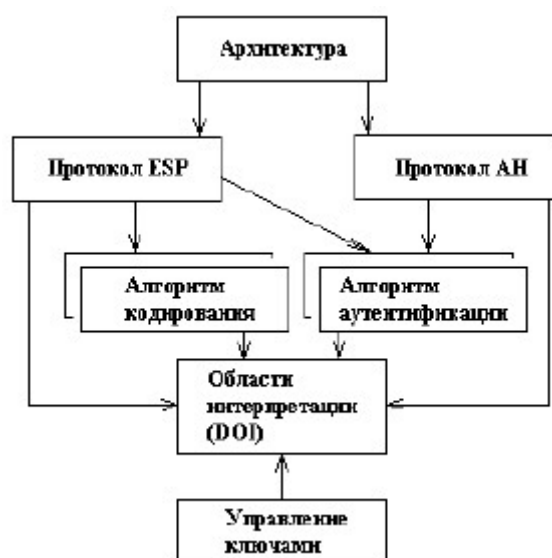 Архитектура
Протокол ESP
Протокол AH
Алгоритм
кодирования
Алгоритм
аутентификации
Области
интерпретации
(DOI)
Управление
ключами